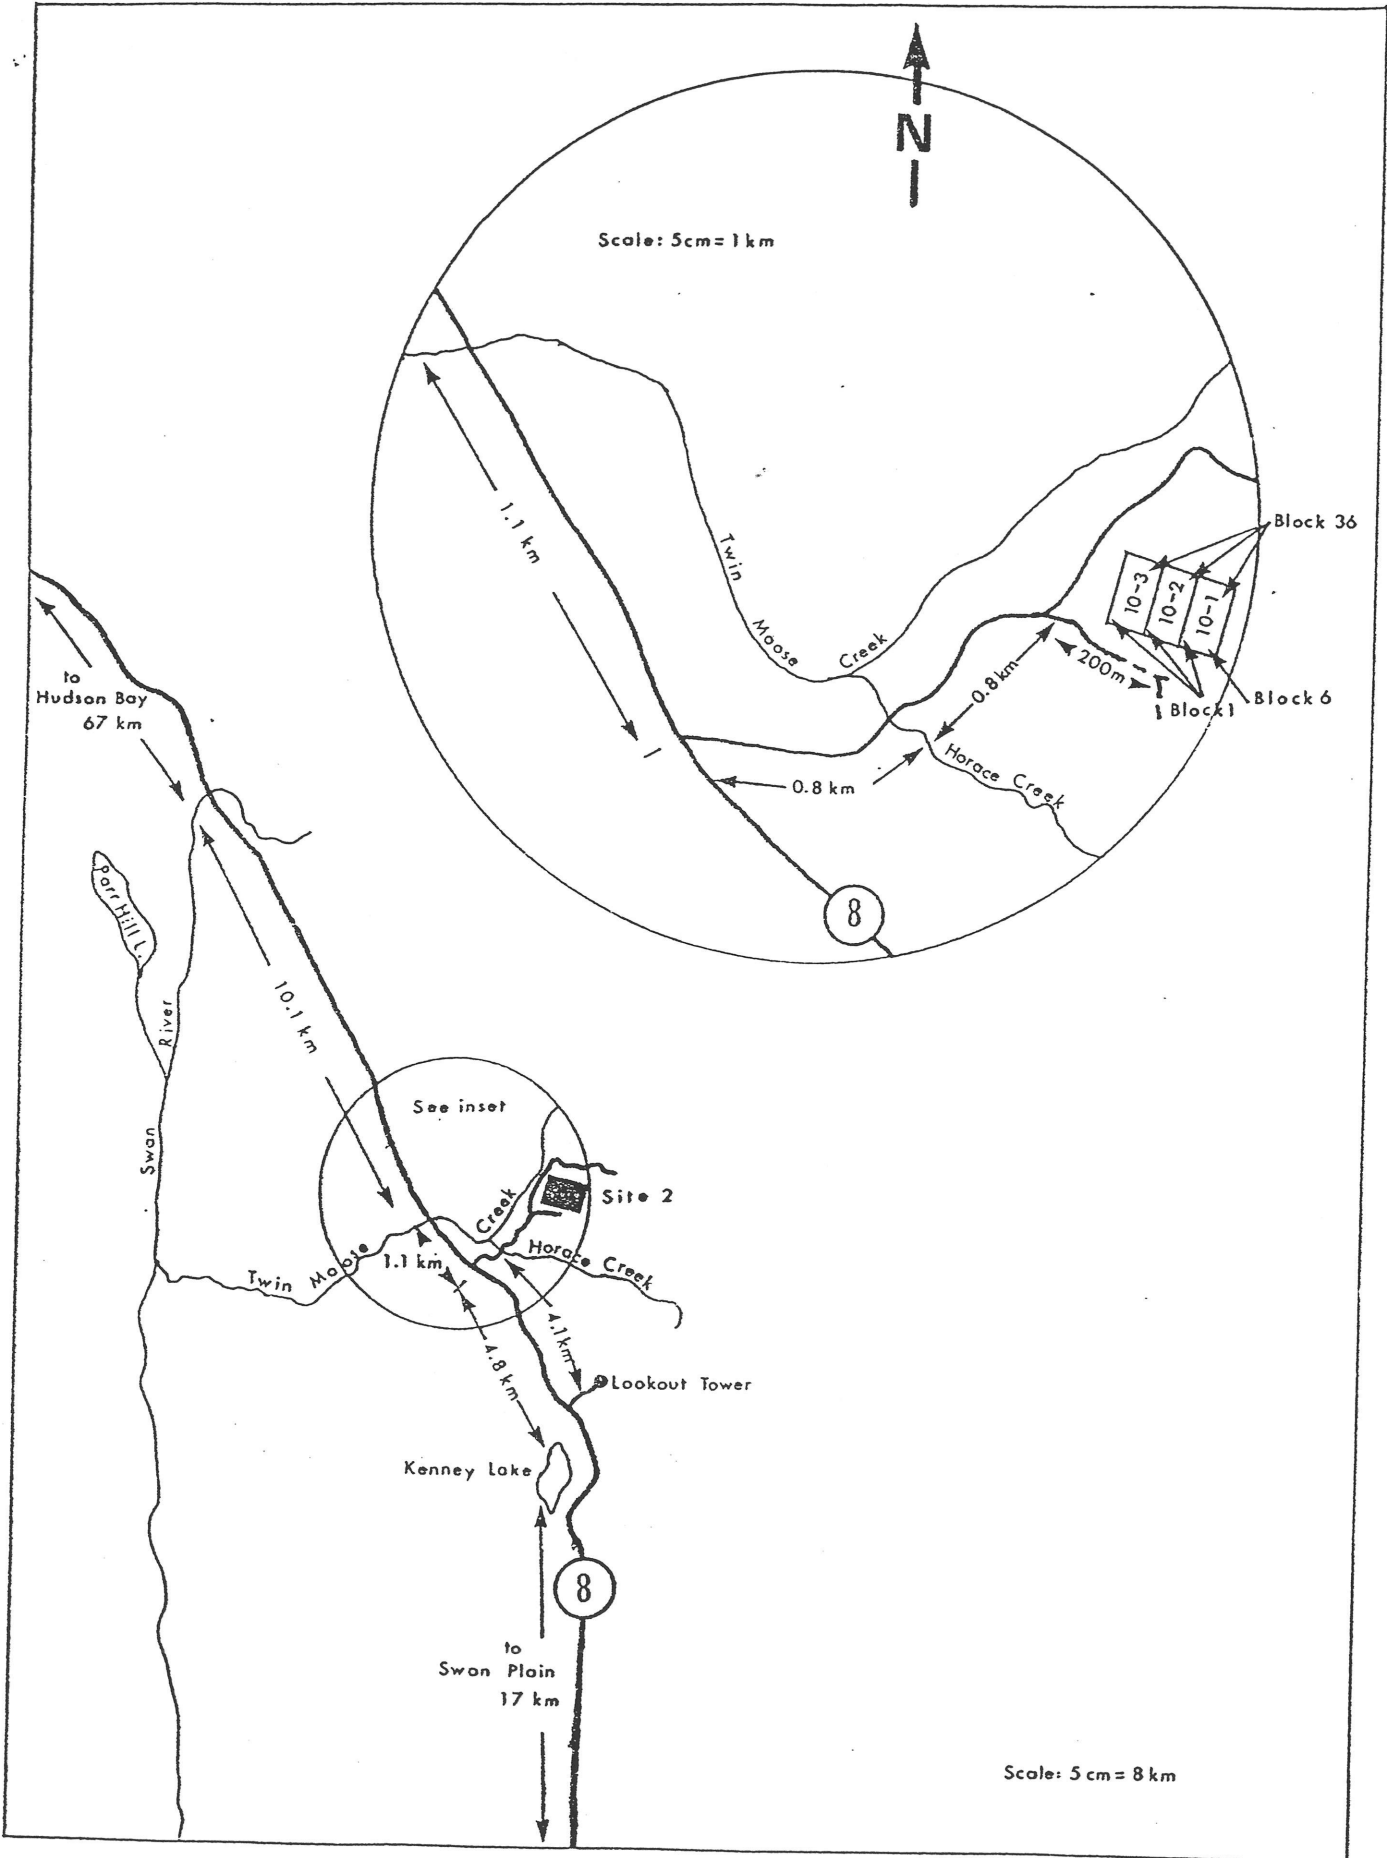 N
Scale: 5cm= 1 km
1.1 km
Twin
Moose
Creek
Block 36
10-3
10-2
10-1
200m
0.8 km
Block 1
Block 6
Horace Creek
0.8 km
8
to
Hudson Bay
67 km
Parr Hill L.
River
10.1 km
Swan
See inset
Creek
Site 2
Horace Creek
Twin Moose
1.1 km
4.1 km
4.8 km
Lookout Tower
Kenney Lake
8
to
Swan Plain
17 km
Scale: 5 cm= 8 km